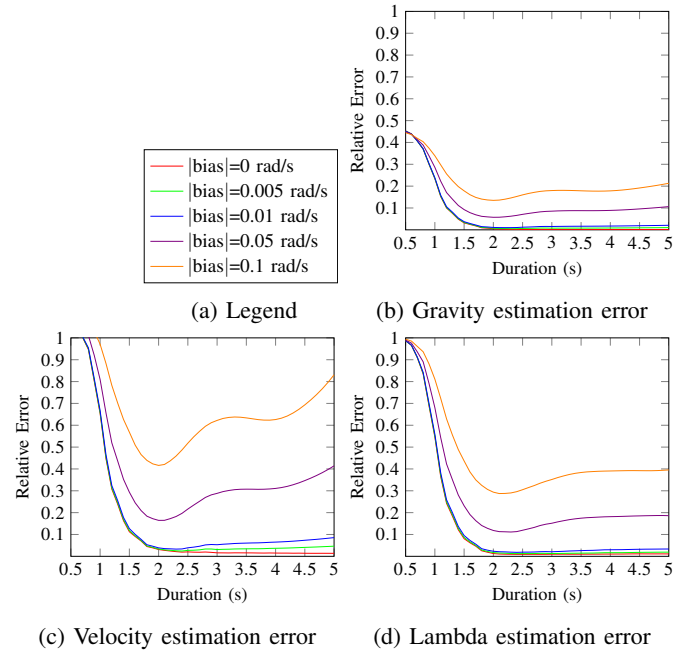 1
0.9
0.8
0.7
0.6
0.5
0.4
0.3
0.2
0.1
Relative Error
0.5 1 1.5 2 2.5 3 3.5 4 4.5 5
Duration (s)
|bias|=0 rad/s
|bias|=0.005 rad/s
|bias|=0.01 rad/s
|bias|=0.05 rad/s
|bias|=0.1 rad/s
(a) Legend
(b) Gravity estimation error
1
0.9
0.8
0.7
0.6
0.5
0.4
0.3
0.2
0.1
Relative Error
0.5 1 1.5 2 2.5 3 3.5 4 4.5 5
Duration (s)
(c) Velocity estimation error
1
0.9
0.8
0.7
0.6
0.5
0.4
0.3
0.2
0.1
Relative Error
0.5 1 1.5 2 2.5 3 3.5 4 4.5 5
Duration (s)
(d) Lambda estimation error